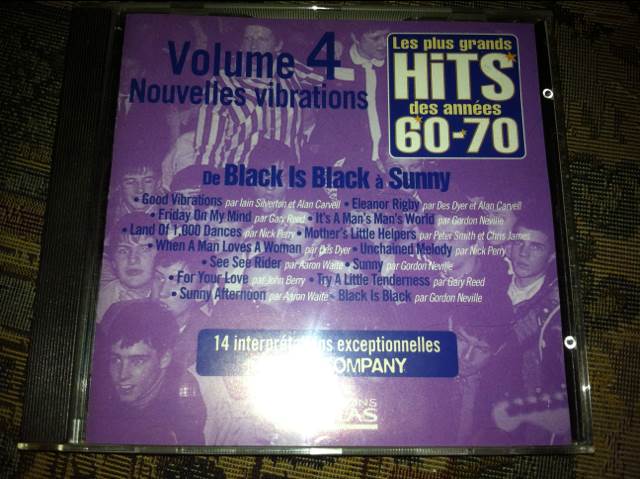 Volume 4
Nouvelles vibrations
Les plus grands
HiTS
des années
60-70
De Black Is Black à Sunny
• Good Vibrations par Iain Silverton et Alan Carvell • Eleanor Rigby par Des Dyer et Alan Carvell
• Friday On My Mind par Gary Reed • It's A Man's Man's World par Gordon Neville
• Land Of 1,000 Dances par Nick Perry • Mother's Little Helpers par Peter Smith et Chris James
• When A Man Loves A Woman par Des Dyer • Unchained Melody par Nick Perry
• See See Rider par Aaron Waite • Sunny par Gordon Neville
• For Your Love par John Berry • Try A Little Tenderness par Gary Reed
• Sunny Afternoon par Aaron Waite • Black Is Black par Gordon Neville
14 interprétations exceptionnelles
COMPANY